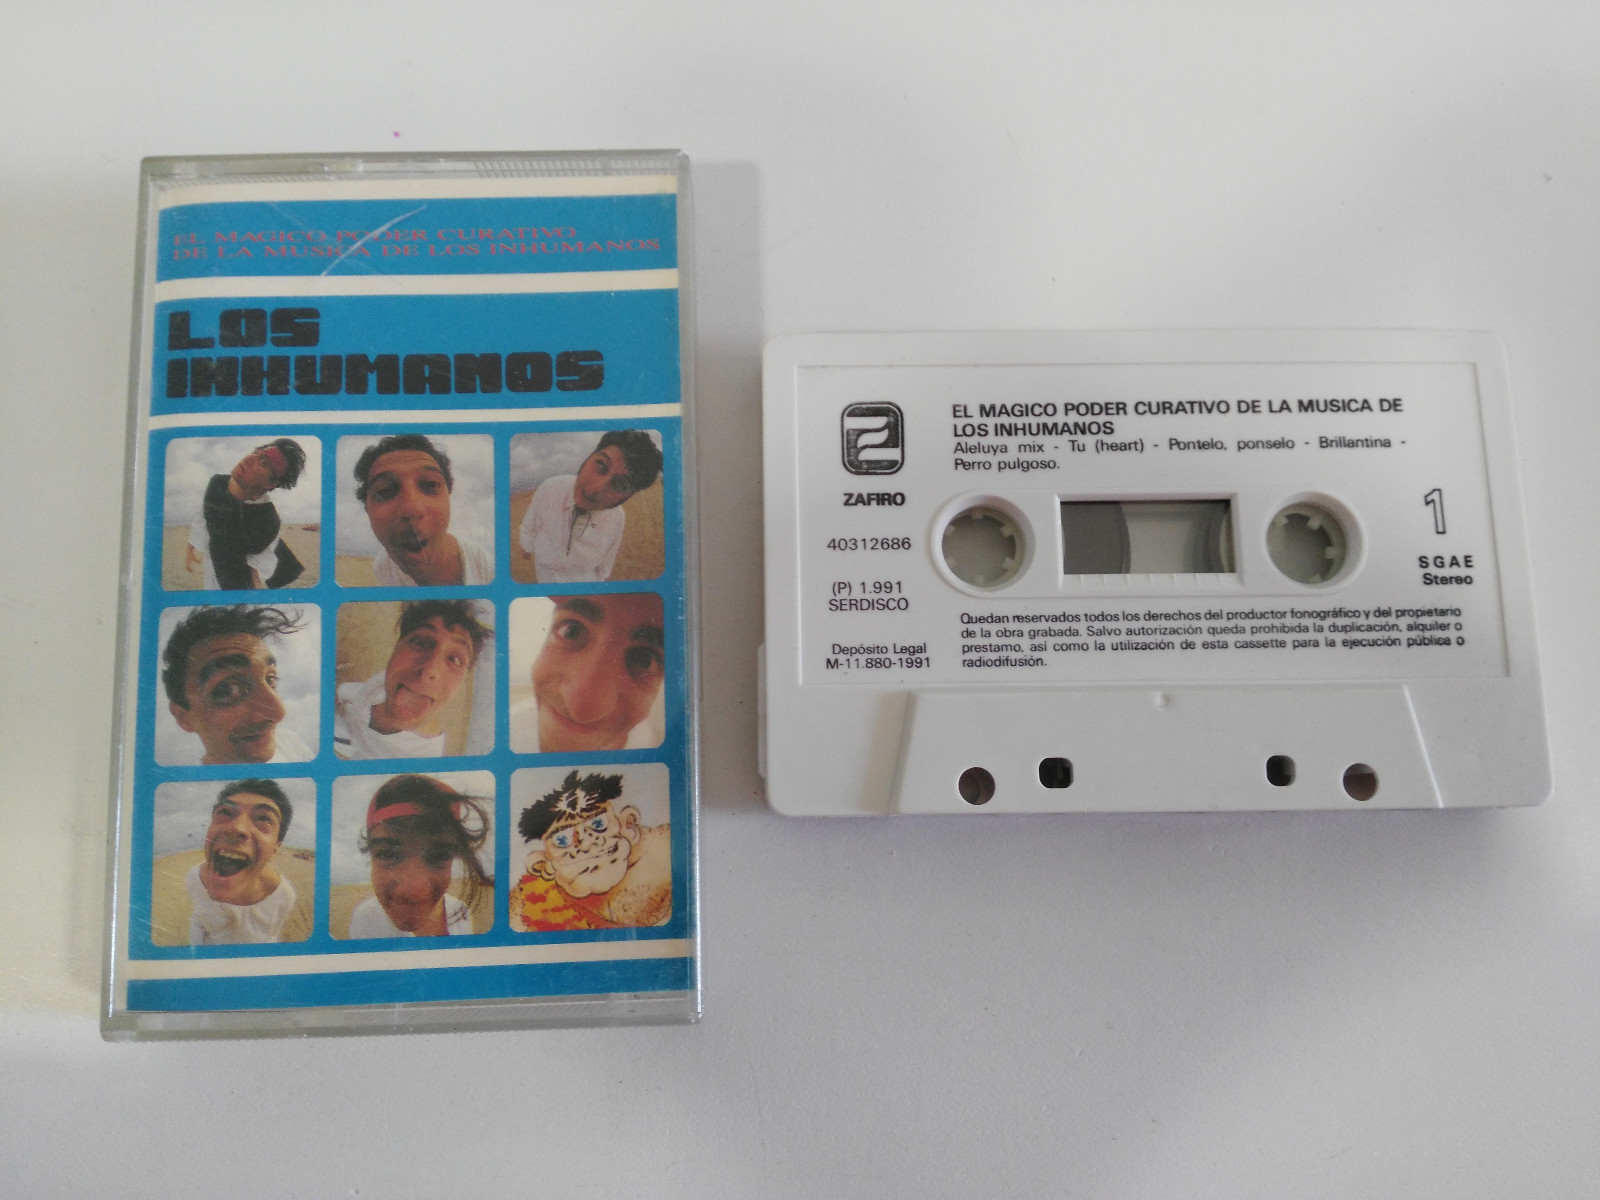 EL MAGICO PODER CURATIVO
DE LA MUSICA DE LOS INHUMANOS
LOS
INHUMANOS
ZAFIRO
40312686
(P) 1.991
SERDISCO
Depósito Legal
M-11.880-1991
EL MAGICO PODER CURATIVO DE LA MUSICA DE
LOS INHUMANOS
Aleluya mix - Tu (heart) - Pontelo, ponselo - Brillantina -
Perro pulgoso.
1
SGAE
Stereo
Quedan reservados todos los derechos del productor fonográfico y del propietario
de la obra grabada. Salvo autorización queda prohibida la duplicación, alquiler o
prestamo, así como la utilización de esta cassette para la ejecución pública o
radiodifusión.